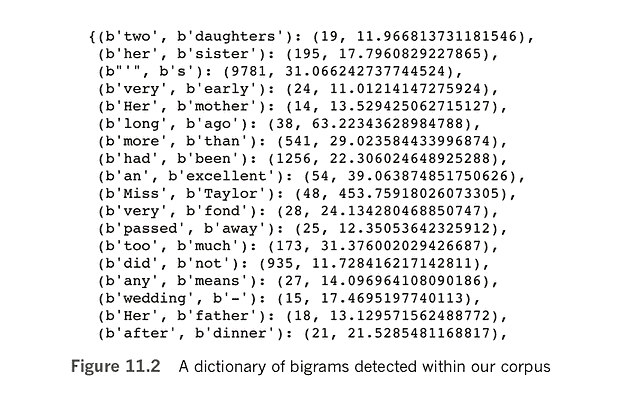 {(b'two', b'daughters'): (19, 11.966813731181546),
(b'her', b'sister'): (195, 17.7960829227865),
(b"'", b's'): (9781, 31.066242737744524),
(b'very', b'early'): (24, 11.01214147275924),
(b'Her', b'mother'): (14, 13.529425062715127),
(b'long', b'ago'): (38, 63.22343628984788),
(b'more', b'than'): (541, 29.023584433996874),
(b'had', b'been'): (1256, 22.306024648925288),
(b'an', b'excellent'): (54, 39.063874851750626),
(b'Miss', b'Taylor'): (48, 453.75918026073305),
(b'very', b'fond'): (28, 24.134280468850747),
(b'passed', b'away'): (25, 12.35053642325912),
(b'too', b'much'): (173, 31.376002029426687),
(b'did', b'not'): (935, 11.728416217142811),
(b'any', b'means'): (27, 14.096964108090186),
(b'wedding', b'-'): (15, 17.4695197740113),
(b'Her', b'father'): (18, 13.129571562488772),
(b'after', b'dinner'): (21, 21.5285481168817),
Figure 11.2 A dictionary of bigrams detected within our corpus